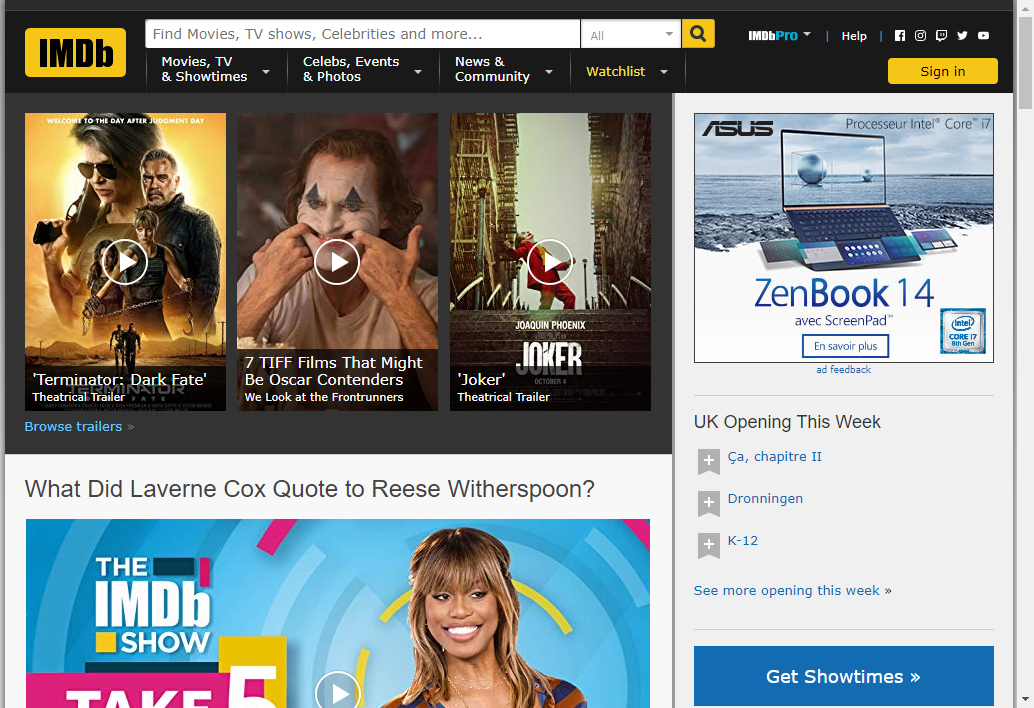 IMDb
Find Movies, TV shows, Celebrities and more...
All
IMDbPro
|
Help
|
Movies, TV
& Showtimes
Celebs, Events
& Photos
News &
Community
Watchlist
Sign in
WELCOME TO THE DAY AFTER JUDGMENT DAY
TERMINATOR
'Terminator: Dark Fate'
Theatrical Trailer
7 TIFF Films That Might
Be Oscar Contenders
We Look at the Frontrunners
JOAQUIN PHOENIX
JOKER
OCTOBER 4
'Joker'
Theatrical Trailer
Browse trailers »
ASUS
Processeur Intel® Core™ i7
ZenBook 14
avec ScreenPad™
En savoir plus
intel
CORE i7
8th Gen
ad feedback
UK Opening This Week
Ça, chapitre II
Dronningen
K-12
See more opening this week »
Get Showtimes »
What Did Laverne Cox Quote to Reese Witherspoon?
THE
IMDb
SHOW
TAKE 5